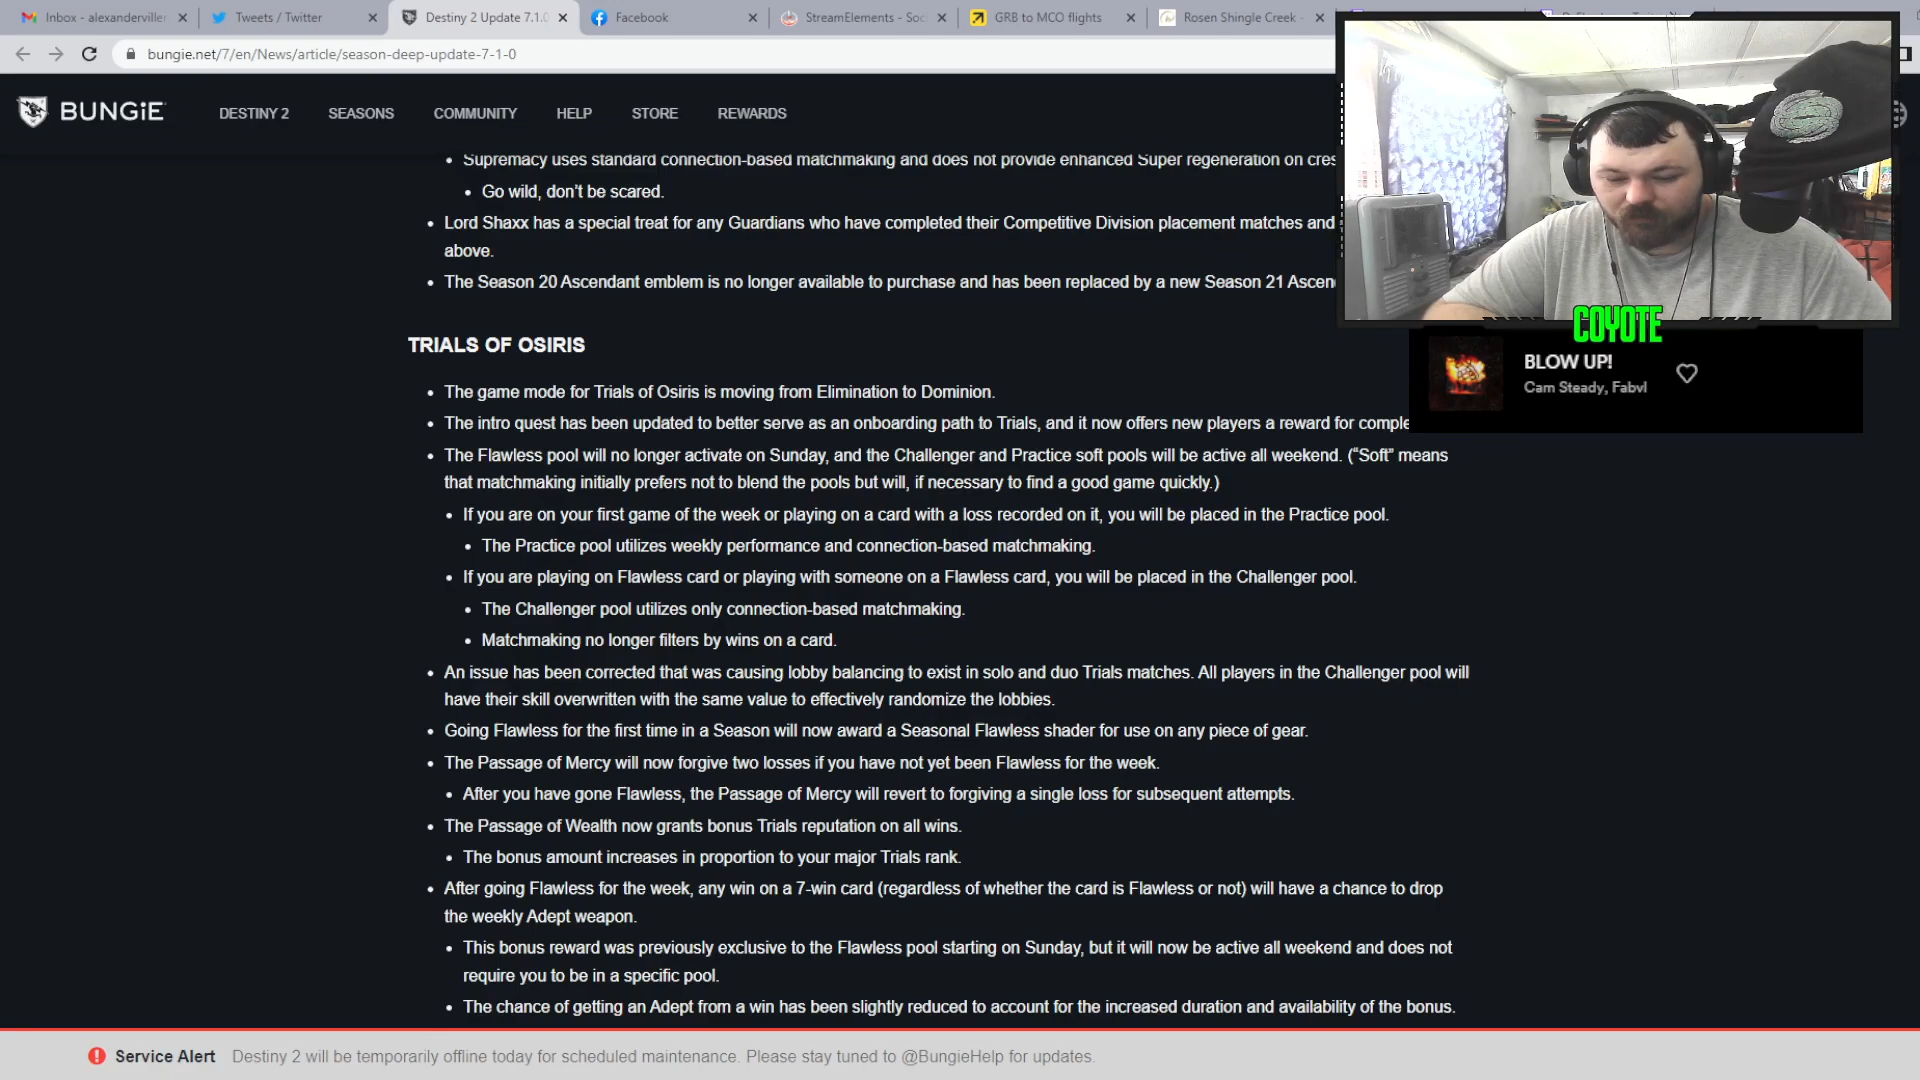 Inbox - alexanderville
Tweets / Twitter
Destiny 2 Update 7.1.0
Facebook
StreamElements - Soc
GRB to MCO flights
Rosen Shingle Creek -
bungie.net/7/en/News/article/season-deep-update-7-1-0
BUNGiE
DESTINY 2
SEASONS
COMMUNITY
HELP
STORE
REWARDS
• Supremacy uses standard connection-based matchmaking and does not provide enhanced Super regeneration on cres
• Go wild, don’t be scared.
• Lord Shaxx has a special treat for any Guardians who have completed their Competitive Division placement matches and
above.
• The Season 20 Ascendant emblem is no longer available to purchase and has been replaced by a new Season 21 Ascen
COYOTE
BLOW UP!
Cam Steady, Fabvl
TRIALS OF OSIRIS
• The game mode for Trials of Osiris is moving from Elimination to Dominion.
• The intro quest has been updated to better serve as an onboarding path to Trials, and it now offers new players a reward for comple
• The Flawless pool will no longer activate on Sunday, and the Challenger and Practice soft pools will be active all weekend. (“Soft” means
that matchmaking initially prefers not to blend the pools but will, if necessary to find a good game quickly.)
• If you are on your first game of the week or playing on a card with a loss recorded on it, you will be placed in the Practice pool.
• The Practice pool utilizes weekly performance and connection-based matchmaking.
• If you are playing on Flawless card or playing with someone on a Flawless card, you will be placed in the Challenger pool.
• The Challenger pool utilizes only connection-based matchmaking.
• Matchmaking no longer filters by wins on a card.
• An issue has been corrected that was causing lobby balancing to exist in solo and duo Trials matches. All players in the Challenger pool will
have their skill overwritten with the same value to effectively randomize the lobbies.
• Going Flawless for the first time in a Season will now award a Seasonal Flawless shader for use on any piece of gear.
• The Passage of Mercy will now forgive two losses if you have not yet been Flawless for the week.
• After you have gone Flawless, the Passage of Mercy will revert to forgiving a single loss for subsequent attempts.
• The Passage of Wealth now grants bonus Trials reputation on all wins.
• The bonus amount increases in proportion to your major Trials rank.
• After going Flawless for the week, any win on a 7-win card (regardless of whether the card is Flawless or not) will have a chance to drop
the weekly Adept weapon.
• This bonus reward was previously exclusive to the Flawless pool starting on Sunday, but it will now be active all weekend and does not
require you to be in a specific pool.
• The chance of getting an Adept from a win has been slightly reduced to account for the increased duration and availability of the bonus.
Service Alert Destiny 2 will be temporarily offline today for scheduled maintenance. Please stay tuned to @BungieHelp for updates.